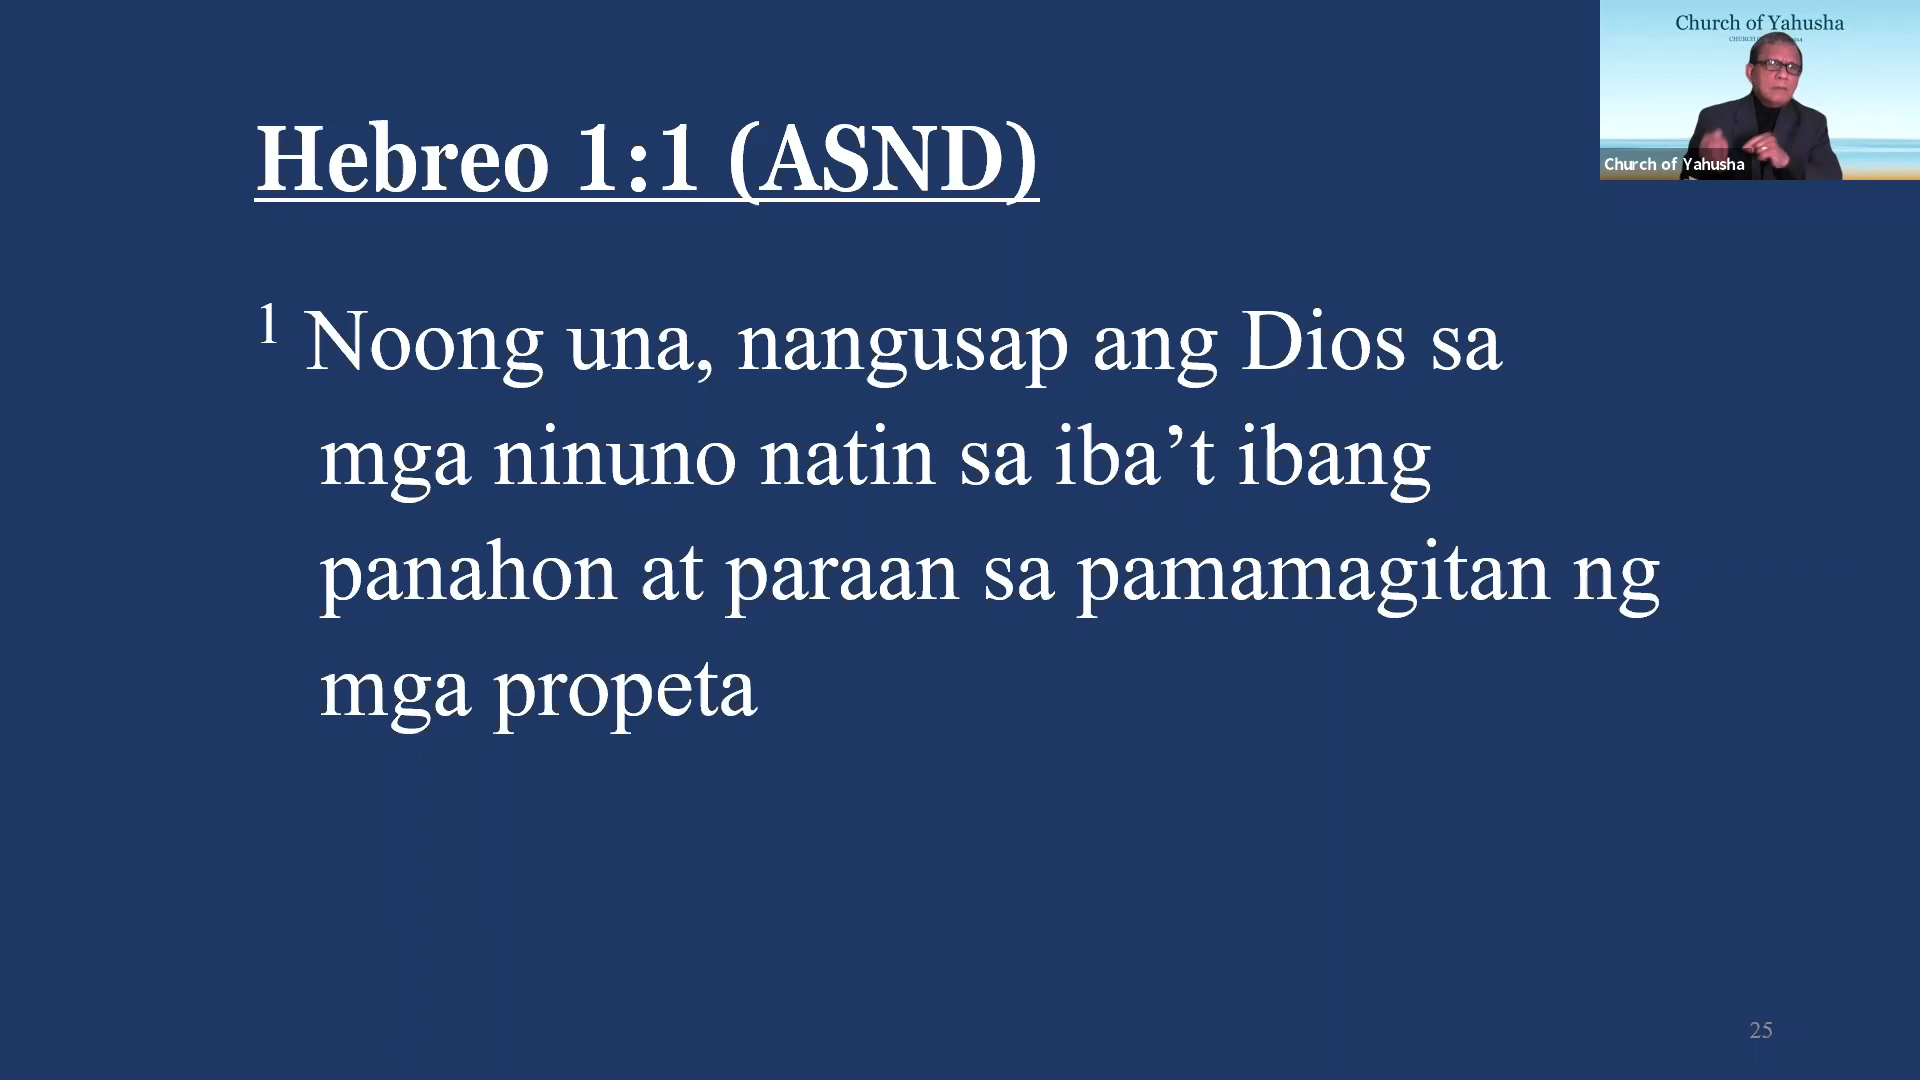 Hebreo 1:1 (ASND)
1 Noong una, nangusap ang Dios sa
mga ninuno natin sa iba’t ibang
panahon at paraan sa pamamagitan ng
mga propeta
Church of Yahusha
CHURCH
Church of Yahusha
25